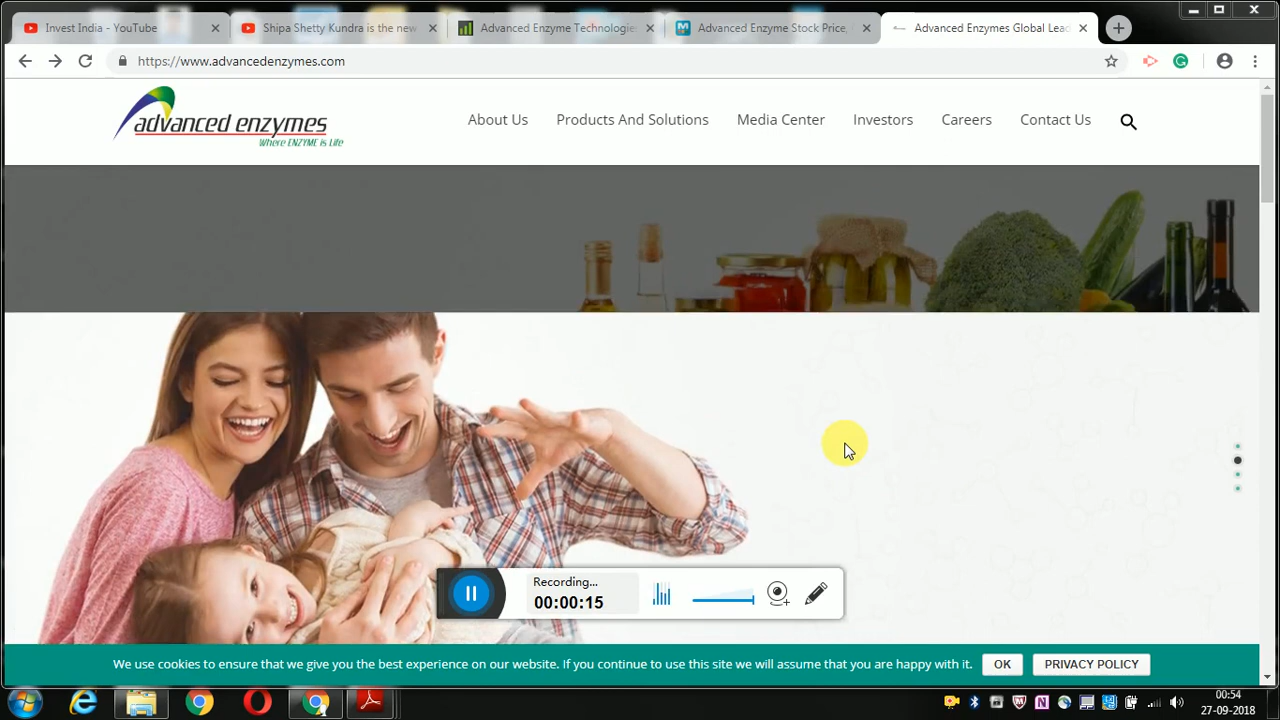 Invest India - YouTube
Shipa Shetty Kundra is the new
Advanced Enzyme Technologies
Advanced Enzyme Stock Price,
Advanced Enzymes Global Lead
https://www.advancedenzymes.com
advanced enzymes
Where ENZYME is Life
About Us
Products And Solutions
Media Center
Investors
Careers
Contact Us
Recording...
00:00:15
We use cookies to ensure that we give you the best experience on our website. If you continue to use this site we will assume that you are happy with it.
OK
PRIVACY POLICY
00:54
27-09-2018